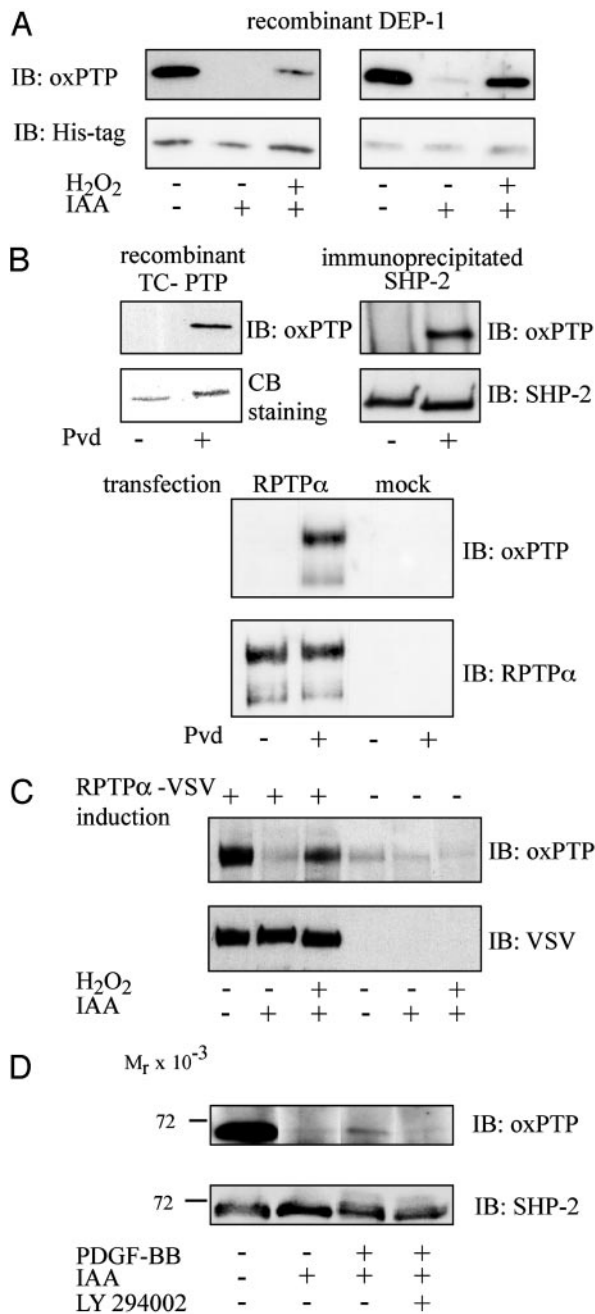 A
recombinant DEP-1
IB: oxPTP
IB: His-tag
H2O2 - - + - - +
IAA - + + - + +
B
recombinant TC- PTP
immunoprecipitated SHP-2
IB: oxPTP
IB: oxPTP
CB staining
IB: SHP-2
Pvd - + - +
transfection RPTPα mock
IB: oxPTP
IB: RPTPα
Pvd - + - +
C
RPTPα -VSV induction + + + - - -
IB: oxPTP
IB: VSV
H2O2 - - + - - +
IAA - + + - + +
D
Mr x 10-3
72
IB: oxPTP
72
IB: SHP-2
PDGF-BB - - + +
IAA - + + +
LY 294002 - - - +